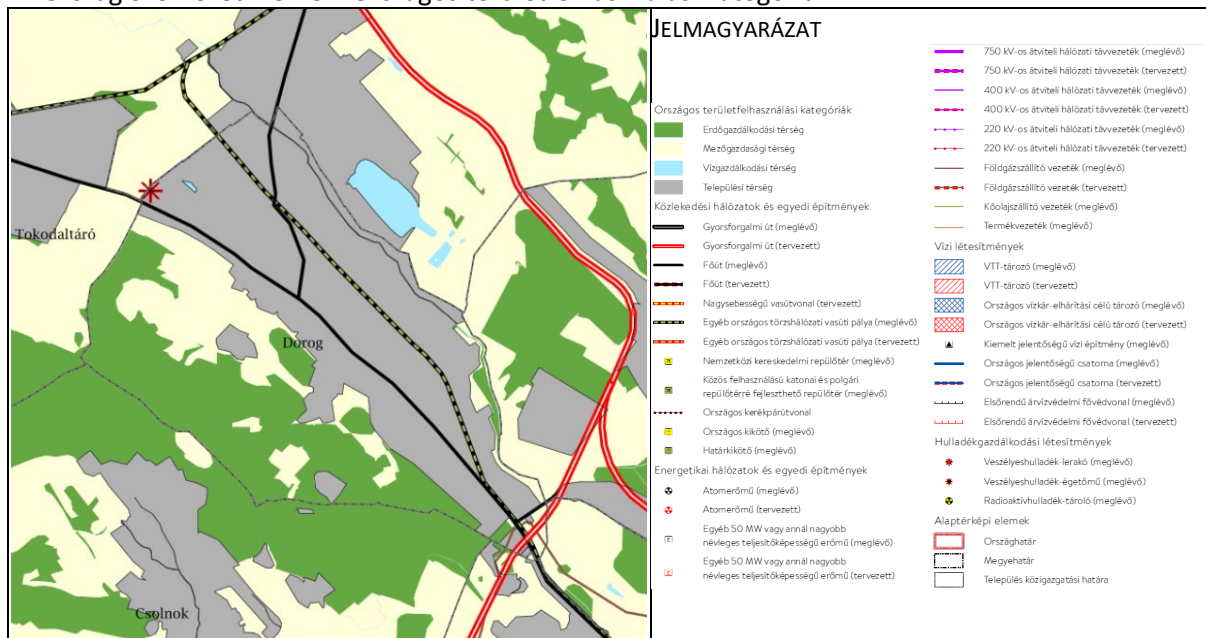 JELMAGYARÁZAT
Tokodaltáró
Dorog
Csolnok
Országos területfelhasználási kategóriák
Erdőgazdálkodási térség
Mezőgazdasági térség
Vízgazdálkodási térség
Települési térség
Közlekedési hálózatok és egyedi építmények
Gyorsforgalmi út (meglévő)
Gyorsforgalmi út (tervezett)
Főút (meglévő)
Főút (tervezett)
Nagysebességű vasútvonal (tervezett)
Egyéb országos törzshálózati vasúti pálya (meglévő)
Egyéb országos törzshálózati vasúti pálya (tervezett)
Nemzetközi kereskedelmi repülőtér (meglévő)
Közös felhasználású katonai és polgári
repülőtérré fejleszthető repülőtér (meglévő)
Országos kerékpárútvonal
Országos kikötő (meglévő)
Határkikötő (meglévő)
Energetikai hálózatok és egyedi építmények
Atomerőmű (meglévő)
Atomerőmű (tervezett)
Egyéb 50 MW vagy annál nagyobb
névleges teljesítőképességű erőmű (meglévő)
Egyéb 50 MW vagy annál nagyobb
névleges teljesítőképességű erőmű (tervezett)
750 kV-os átviteli hálózati távvezeték (meglévő)
750 kV-os átviteli hálózati távvezeték (tervezett)
400 kV-os átviteli hálózati távvezeték (meglévő)
400 kV-os átviteli hálózati távvezeték (tervezett)
220 kV-os átviteli hálózati távvezeték (meglévő)
220 kV-os átviteli hálózati távvezeték (tervezett)
Földgázszállító vezeték (meglévő)
Földgázszállító vezeték (tervezett)
Kőolajszállító vezeték (meglévő)
Termékvezeték (meglévő)
Vízi létesítmények
VTT-tározó (meglévő)
VTT-tározó (tervezett)
Országos vízkár-elhárítási célú tározó (meglévő)
Országos vízkár-elhárítási célú tározó (tervezett)
Kiemelt jelentőségű vízi építmény (meglévő)
Országos jelentőségű csatorna (meglévő)
Országos jelentőségű csatorna (tervezett)
Elsőrendű árvízvédelmi fővédvonal (meglévő)
Elsőrendű árvízvédelmi fővédvonal (tervezett)
Hulladékgazdálkodási létesítmények
Veszélyeshulladék-lerakó (meglévő)
Veszélyeshulladék-égetőmű (meglévő)
Radioaktívhulladék-tároló (meglévő)
Alaptérképi elemek
Országhatár
Megyehatár
Település közigazgatási határa